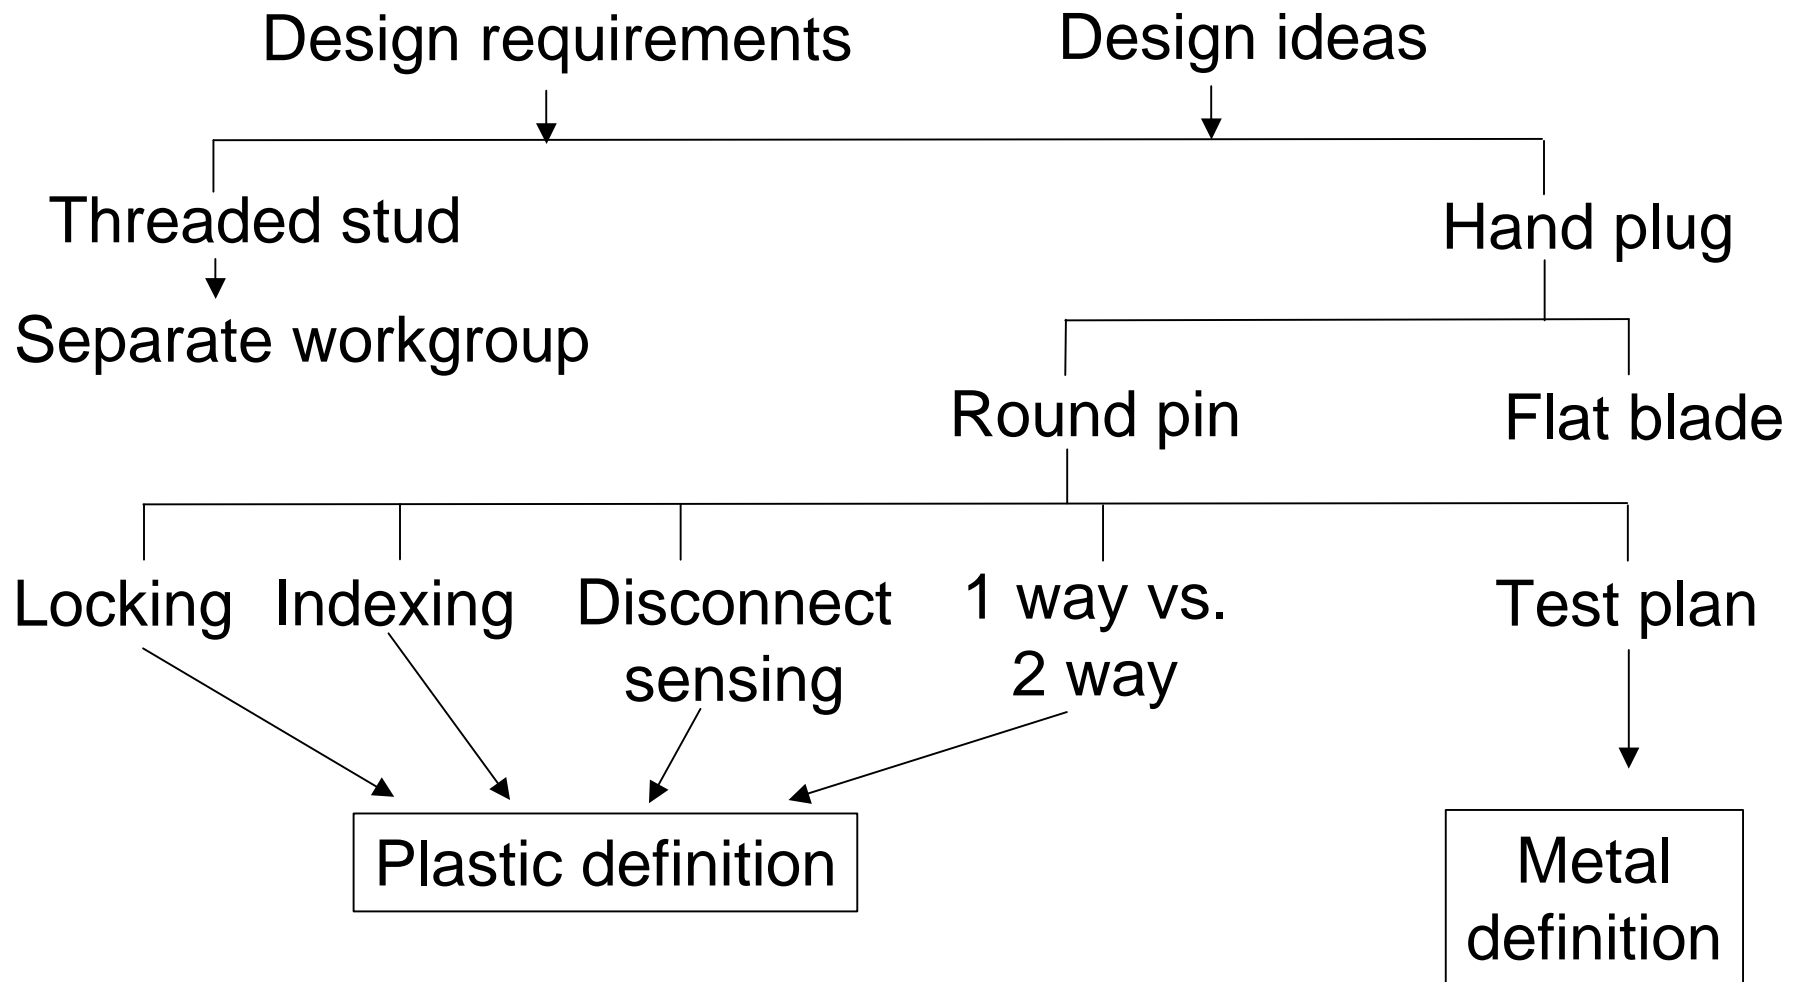 Design requirements
Design ideas
Threaded stud
Hand plug
Separate workgroup
Round pin
Flat blade
Locking
Indexing
Disconnect
sensing
1 way vs.
2 way
Test plan
Plastic definition
Metal
definition